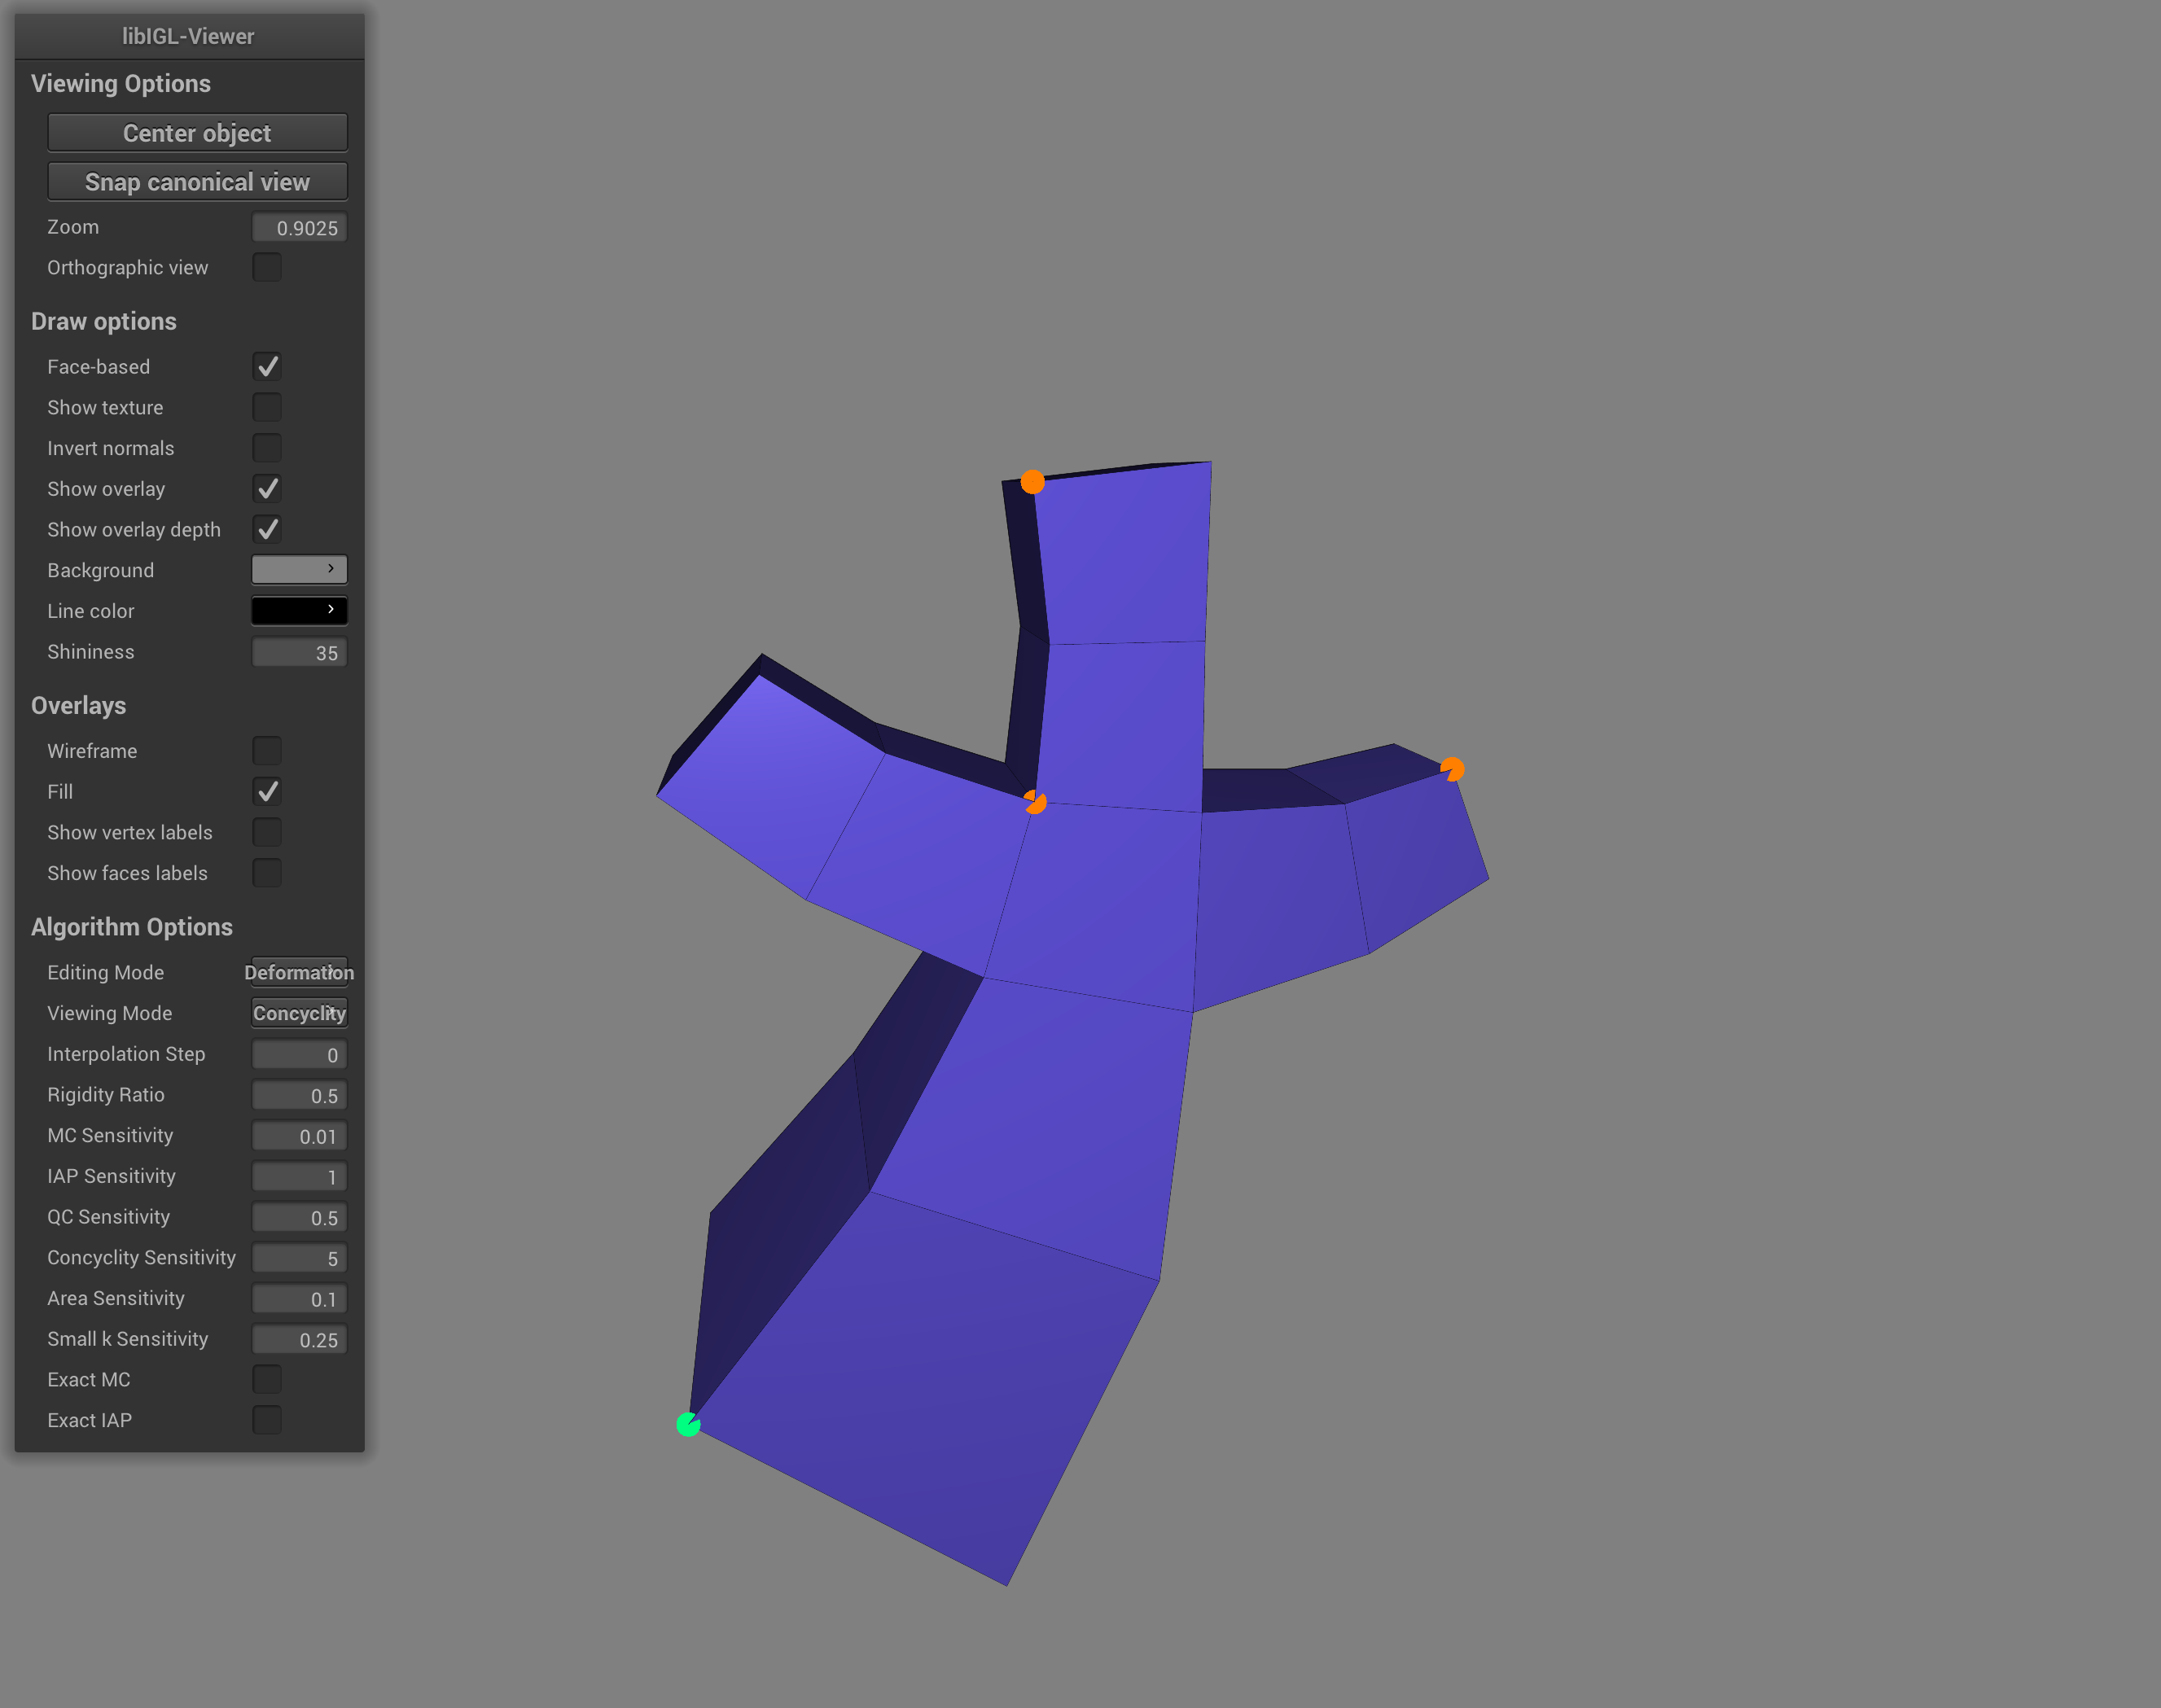 libIGL-Viewer
Viewing Options
Center object
Snap canonical view
Zoom 0.9025
Orthographic view
Draw options
Face-based
Show texture
Invert normals
Show overlay
Show overlay depth
Background
Line color
Shininess 35
Overlays
Wireframe
Fill
Show vertex labels
Show faces labels
Algorithm Options
Editing Mode Deformation
Viewing Mode Concyclity
Interpolation Step 0
Rigidity Ratio 0.5
MC Sensitivity 0.01
IAP Sensitivity 1
QC Sensitivity 0.5
Concyclity Sensitivity 5
Area Sensitivity 0.1
Small k Sensitivity 0.25
Exact MC
Exact IAP